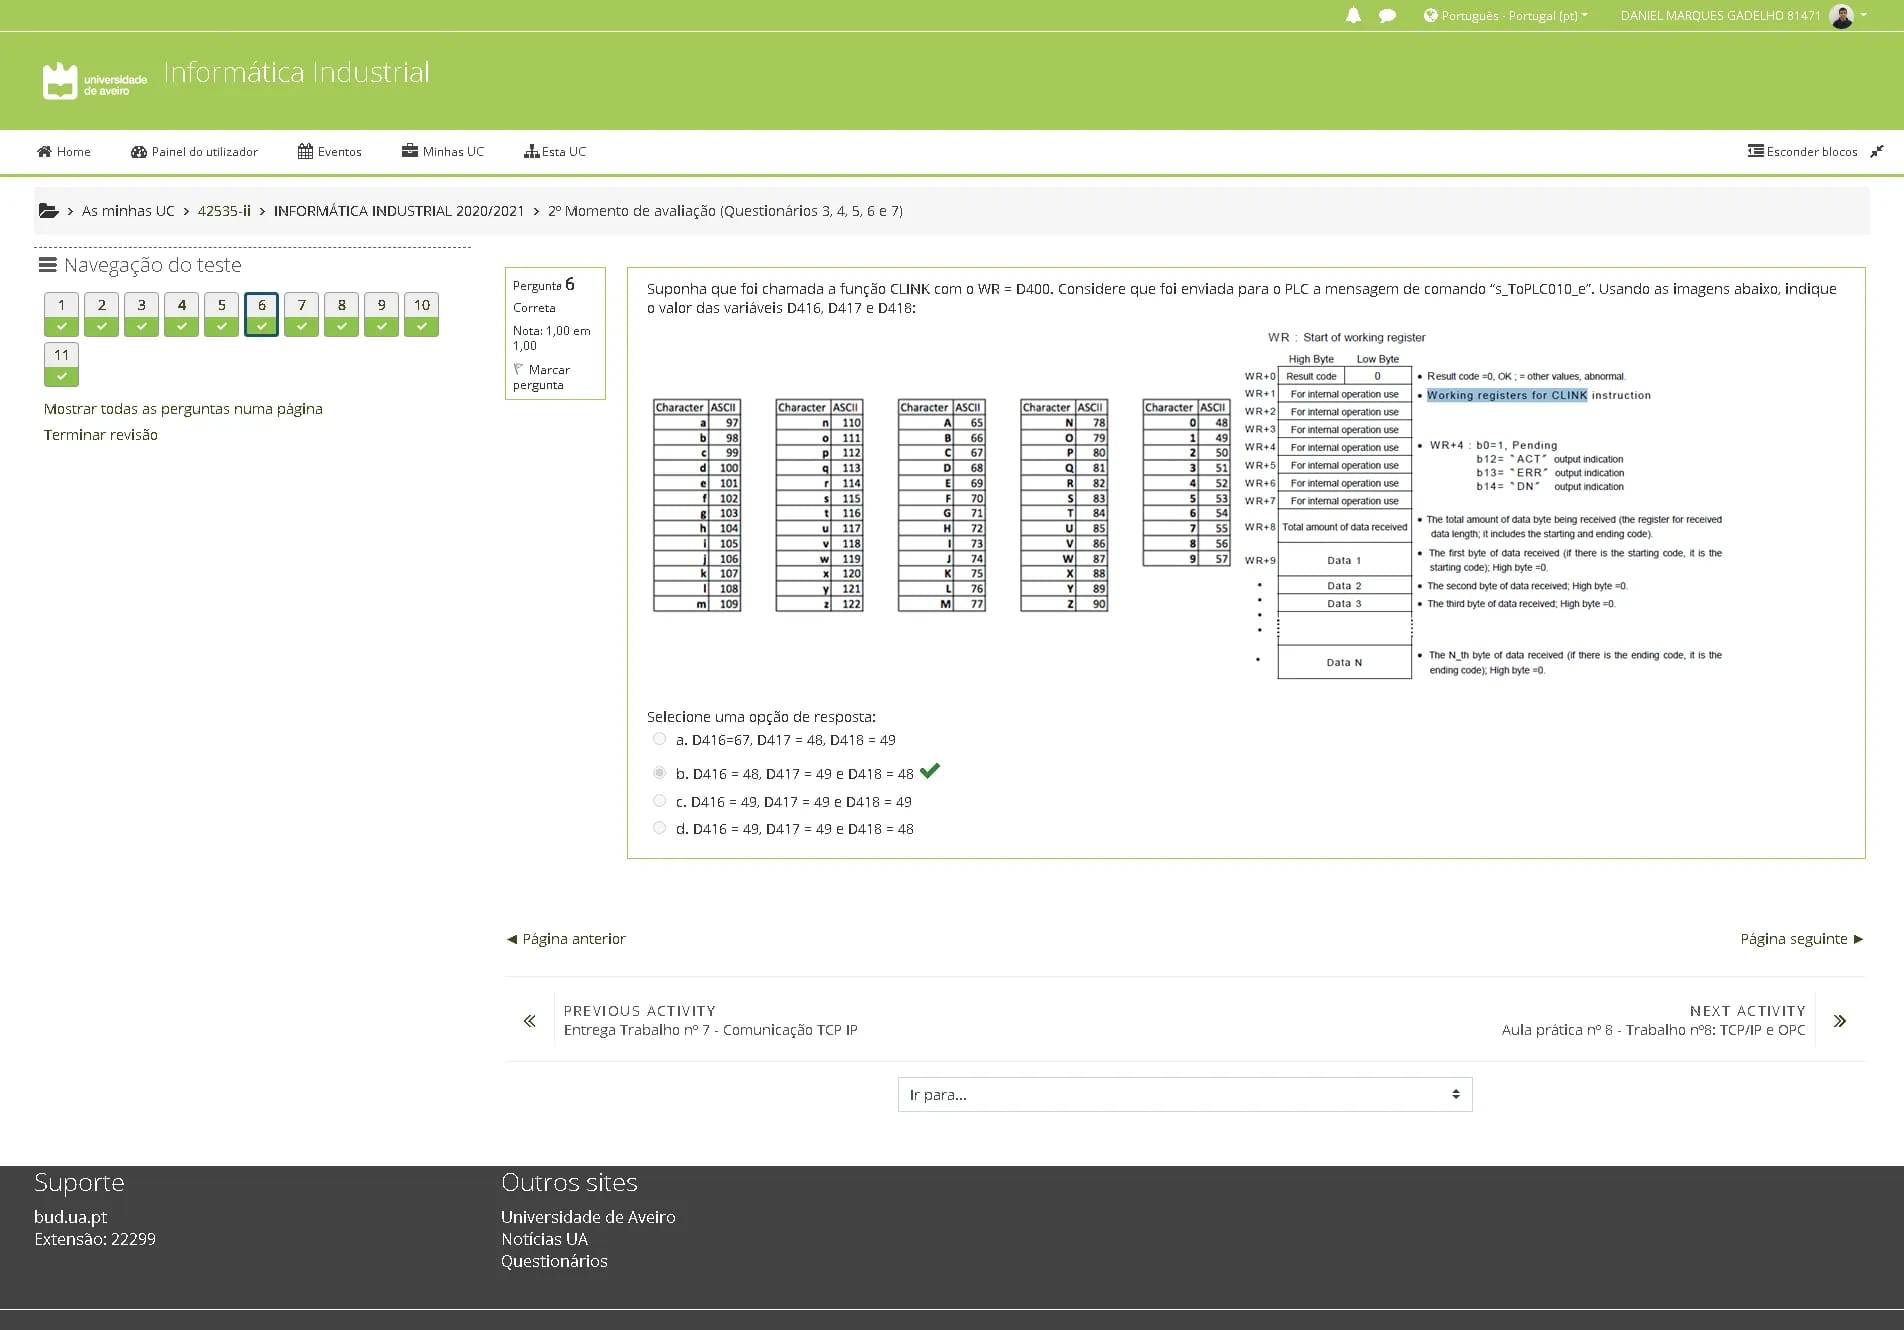 Português - Portugal (pt)
DANIEL MARQUES GADELHO 81471
universidade
de aveiro
Informática Industrial
Home
Painel do utilizador
Eventos
Minhas UC
Esta UC
Esconder blocos
As minhas UC > 42535-ii > INFORMÁTICA INDUSTRIAL 2020/2021 > 2º Momento de avaliação (Questionários 3, 4, 5, 6 e 7)
Navegação do teste
1 2 3 4 5 6 7 8 9 10
11
Mostrar todas as perguntas numa página
Terminar revisão
Pergunta 6
Correta
Nota: 1,00 em
1,00
Marcar
pergunta
Suponha que foi chamada a função CLINK com o WR = D400. Considere que foi enviada para o PLC a mensagem de comando “s_ToPLC010_e”. Usando as imagens abaixo, indique
o valor das variáveis D416, D417 e D418:
Character ASCII
a 97
b 98
c 99
d 100
e 101
f 102
g 103
h 104
i 105
j 106
k 107
l 108
m 109
Character ASCII
n 110
o 111
p 112
q 113
r 114
s 115
t 116
u 117
v 118
w 119
x 120
y 121
z 122
Character ASCII
A 65
B 66
C 67
D 68
E 69
F 70
G 71
H 72
I 73
J 74
K 75
L 76
M 77
Character ASCII
N 78
O 79
P 80
Q 81
R 82
S 83
T 84
U 85
V 86
W 87
X 88
Y 89
Z 90
Character ASCII
0 48
1 49
2 50
3 51
4 52
5 53
6 54
7 55
8 56
9 57
WR : Start of working register
High Byte Low Byte
WR+0 Result code 0 • Result code =0, OK ; = other values, abnormal.
WR+1 For internal operation use • Working registers for CLINK instruction
WR+2 For internal operation use
WR+3 For internal operation use
WR+4 For internal operation use • WR+4 : b0=1, Pending
b12= “ACT” output indication
WR+5 For internal operation use
b13= “ERR” output indication
WR+6 For internal operation use
b14= “DN” output indication
WR+7 For internal operation use
WR+8 Total amount of data received • The total amount of data byte being received (the register for received
data length; it includes the starting and ending code).
WR+9 Data 1 • The first byte of data received (if there is the starting code, it is the
starting code); High byte =0.
Data 2 • The second byte of data received; High byte =0.
Data 3 • The third byte of data received; High byte =0.
Data N • The N_th byte of data received (if there is the ending code, it is the
ending code); High byte =0.
Selecione uma opção de resposta:
a. D416=67, D417 = 48, D418 = 49
b. D416 = 48, D417 = 49 e D418 = 48
c. D416 = 49, D417 = 49 e D418 = 49
d. D416 = 49, D417 = 49 e D418 = 48
◄ Página anterior
Página seguinte ►
PREVIOUS ACTIVITY
Entrega Trabalho nº 7 - Comunicação TCP IP
NEXT ACTIVITY
Aula prática nº 8 - Trabalho nº8: TCP/IP e OPC
Ir para...
Suporte
bud.ua.pt
Extensão: 22299
Outros sites
Universidade de Aveiro
Notícias UA
Questionários